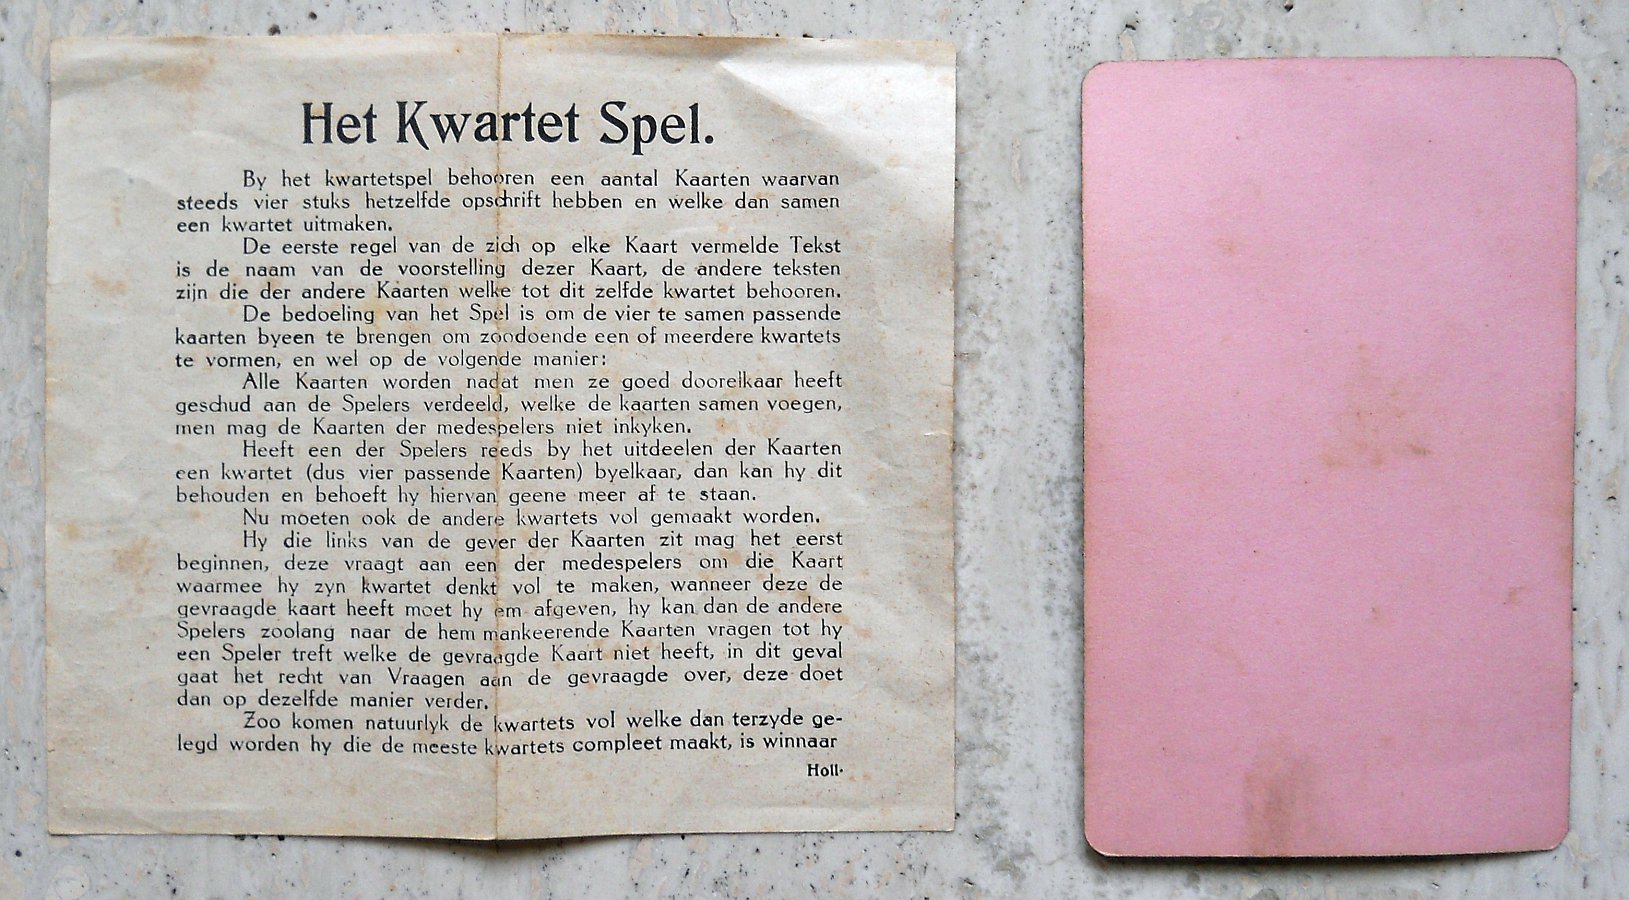 Het Kwartet Spel.
By het kwartetspel behooren een aantal Kaarten waarvan
steeds vier stuks hetzelfde opschrift hebben en welke dan samen
een kwartet uitmaken.
De eerste regel van de zich op elke Kaart vermelde Tekst
is de naam van de voorstelling dezer Kaart, de andere teksten
zijn die der andere Kaarten welke tot dit zelfde kwartet behooren.
De bedoeling van het Spel is om de vier te samen passende
kaarten byeen te brengen om zoodoende een of meerdere kwartets
te vormen, en wel op de volgende manier:
Alle Kaarten worden nadat men ze goed doorelkaar heeft
geschud aan de Spelers verdeeld, welke de kaarten samen voegen,
men mag de Kaarten der medespelers niet inkyken.
Heeft een der Spelers reeds by het uitdeelen der Kaarten
een kwartet (dus vier passende Kaarten) byelkaar, dan kan hy dit
behouden en behoeft hy hiervan geene meer af te staan.
Nu moeten ook de andere kwartets vol gemaakt worden.
Hy die links van de gever der Kaarten zit mag het eerst
beginnen, deze vraagt aan een der medespelers om die Kaart
waarmee hy zyn kwartet denkt vol te maken, wanneer deze de
gevraagde kaart heeft moet hy em afgeven, hy kan dan de andere
Spelers zoolang naar de hem mankeerende Kaarten vragen tot hy
een Speler treft welke de gevraagde Kaart niet heeft, in dit geval
gaat het recht van Vraagen aan de gevraagde over, deze doet
dan op dezelfde manier verder.
Zoo komen natuurlyk de kwartets vol welke dan terzyde ge-
legd worden hy die de meeste kwartets compleet maakt, is winnaar
Holl.